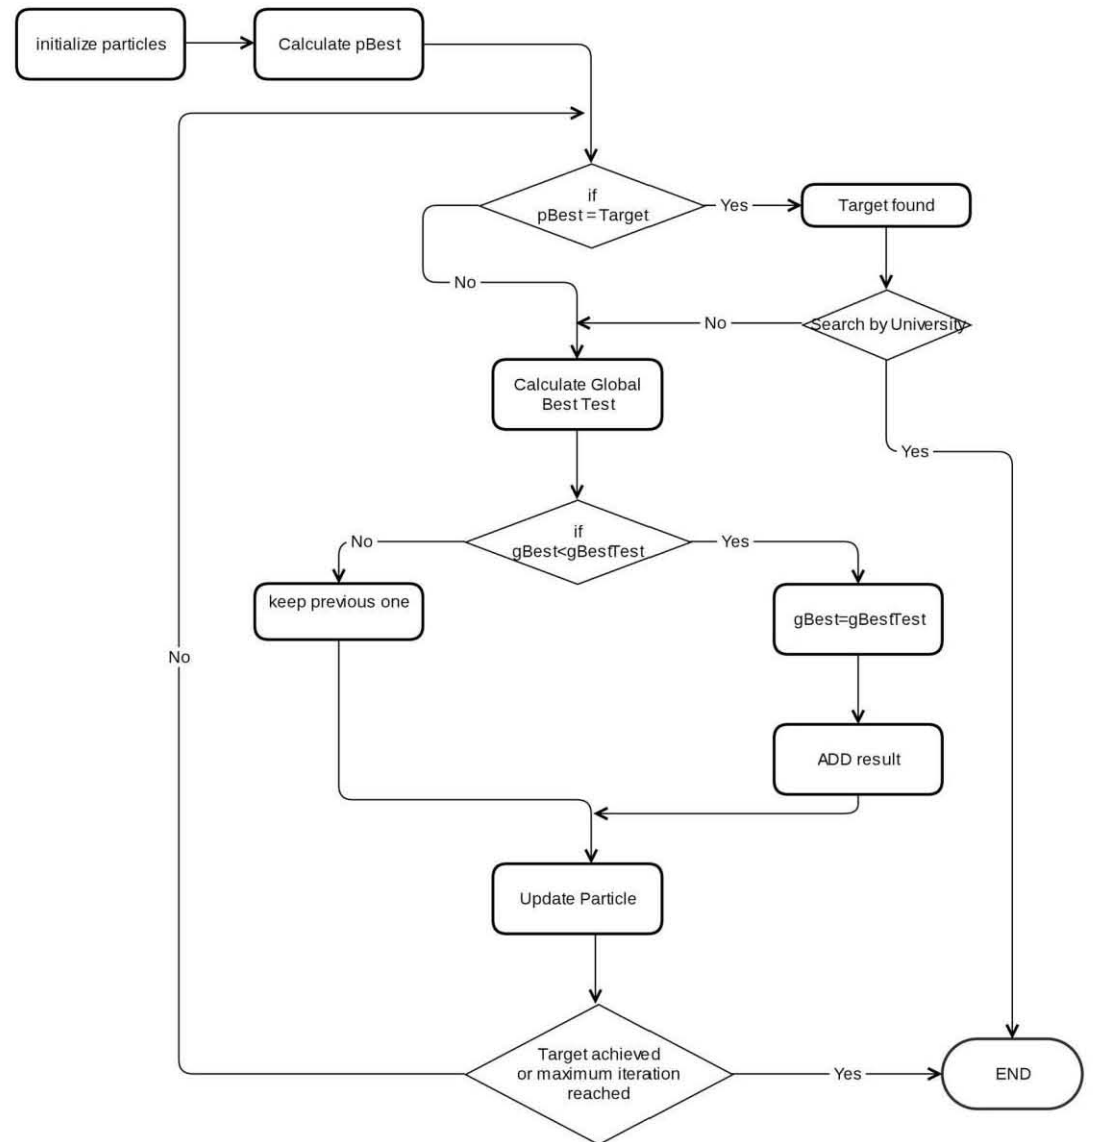 initialize particles
Calculate pBest
if
pBest = Target
Yes
Target found
No
No
Search by University
Calculate Global
Best Test
Yes
if
gBest<gBestTest
No
Yes
keep previous one
gBest=gBestTest
No
ADD result
Update Particle
Target achieved
or maximum iteration
reached
Yes
END